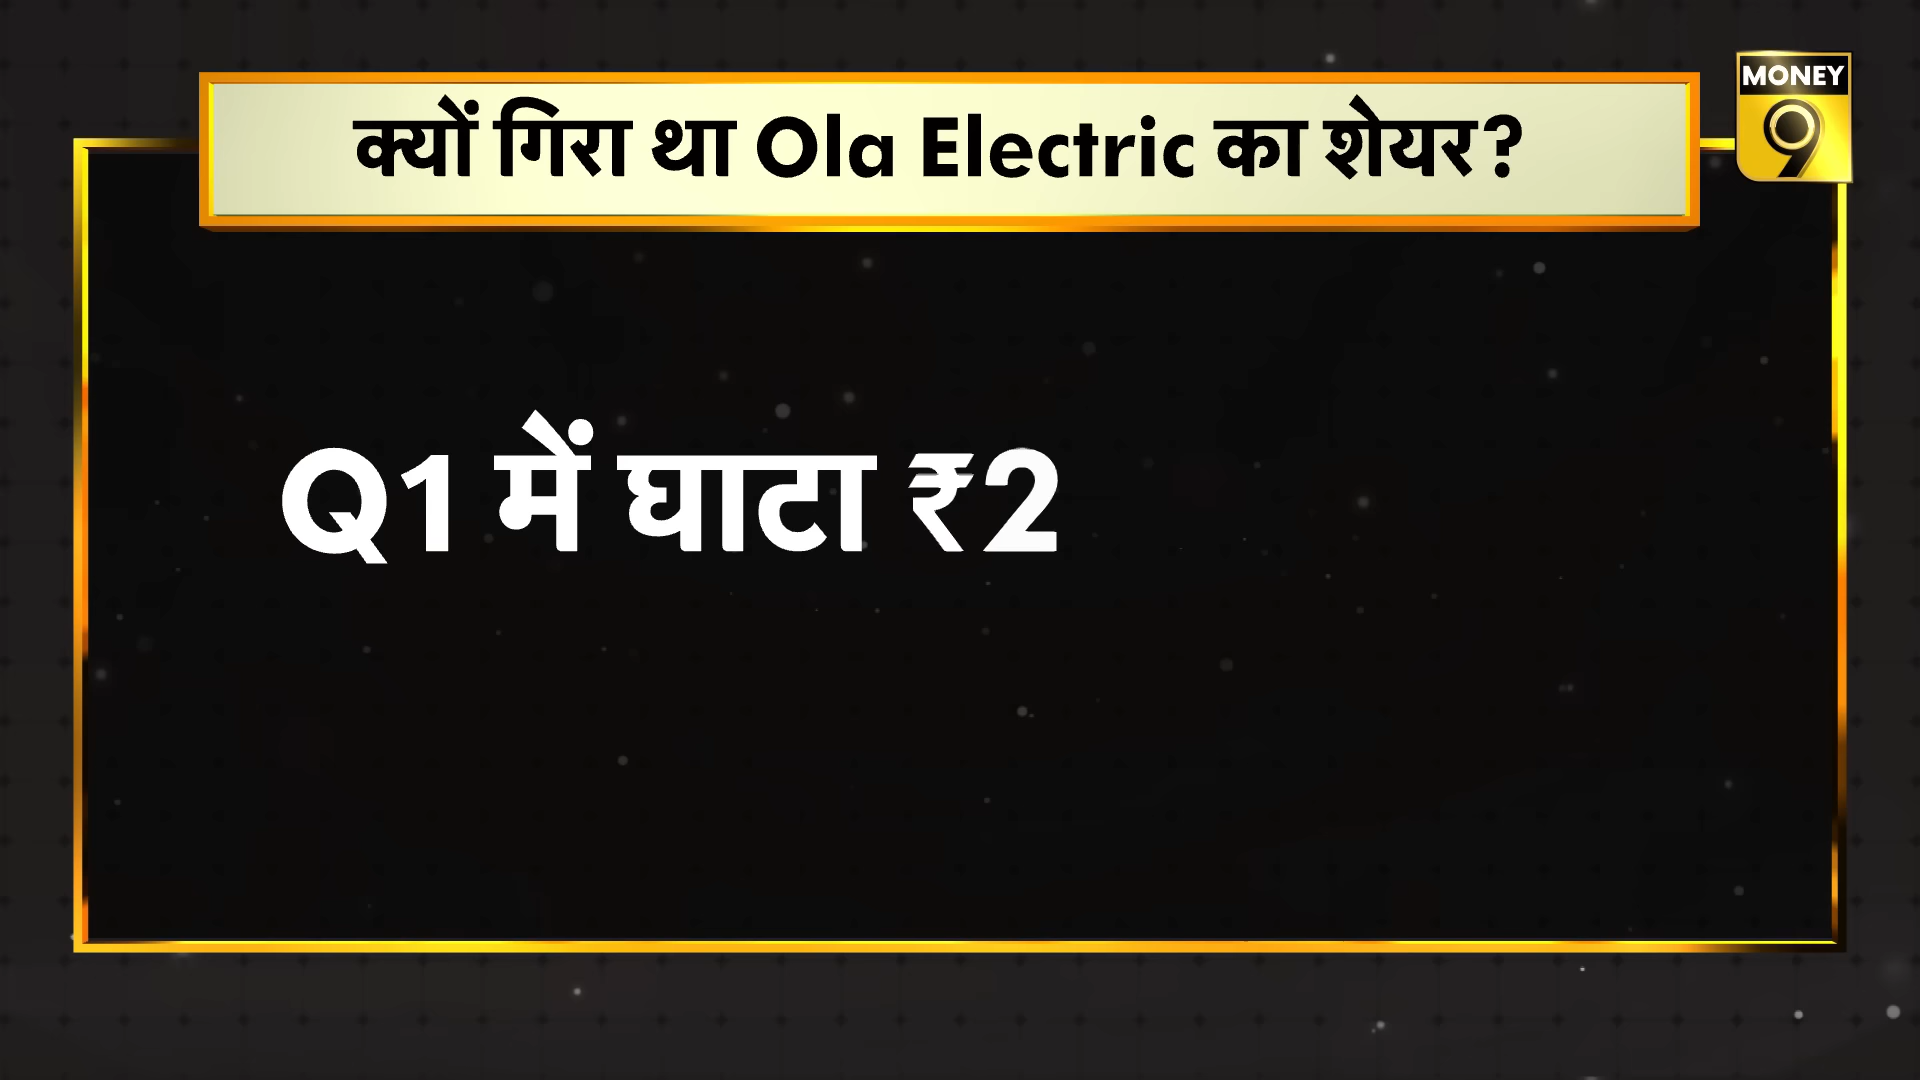 क्यों गिरा था Ola Electric का शेयर?
MONEY
9
Q1 में घाटा ₹2